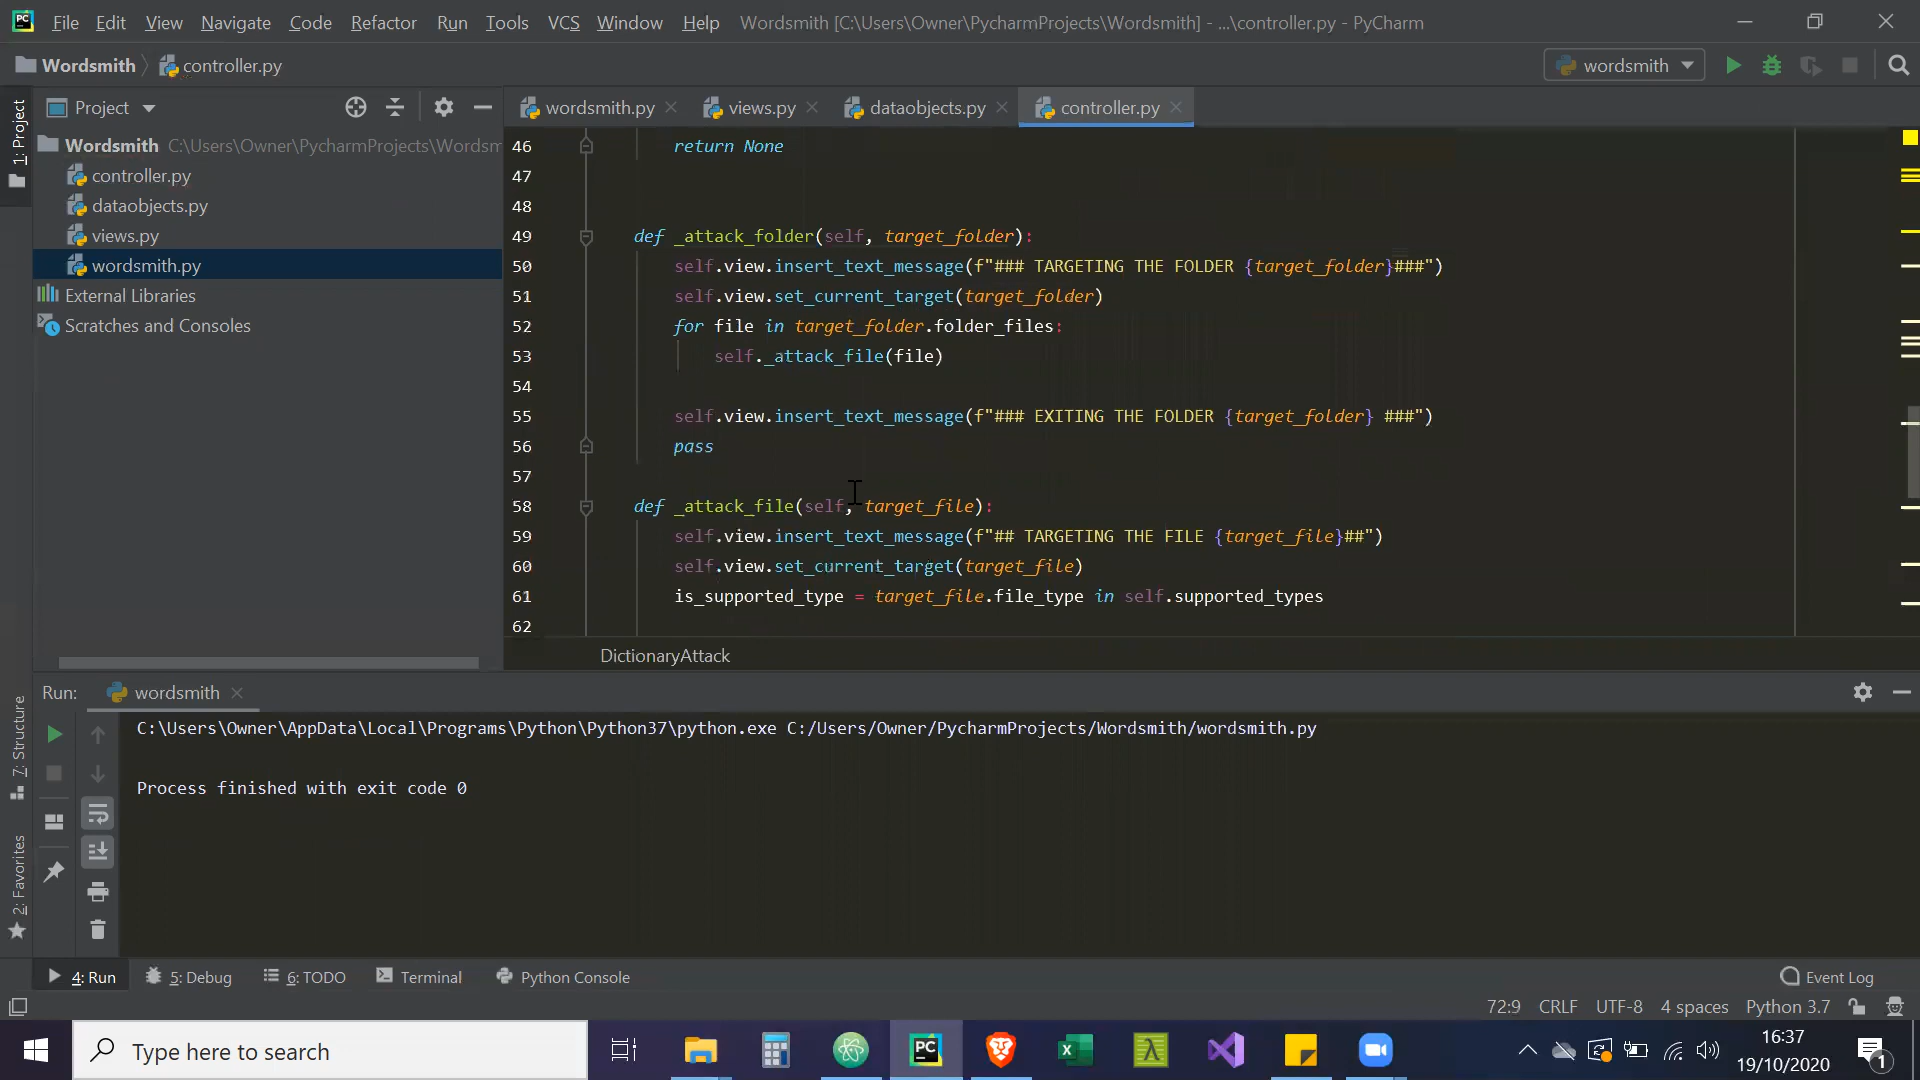 PC File Edit View Navigate Code Refactor Run Tools VCS Window Help Wordsmith [C:\Users\Owner\PycharmProjects\Wordsmith] - ...\controller.py - PyCharm
Wordsmith controller.py wordsmith
1: Project
Project
wordsmith.py views.py dataobjects.py controller.py
Wordsmith C:\Users\Owner\PycharmProjects\Wordsm
controller.py
dataobjects.py
views.py
wordsmith.py
External Libraries
Scratches and Consoles
46 return None
47
48
49 def _attack_folder(self, target_folder):
50 self.view.insert_text_message(f"### TARGETING THE FOLDER {target_folder}###")
51 self.view.set_current_target(target_folder)
52 for file in target_folder.folder_files:
53 self._attack_file(file)
54
55 self.view.insert_text_message(f"### EXITING THE FOLDER {target_folder} ###")
56 pass
57
58 def _attack_file(self, target_file):
59 self.view.insert_text_message(f"## TARGETING THE FILE {target_file}##")
60 self.view.set_current_target(target_file)
61 is_supported_type = target_file.file_type in self.supported_types
62
DictionaryAttack
Run: wordsmith
7: Structure
2: Favorites
C:\Users\Owner\AppData\Local\Programs\Python\Python37\python.exe C:/Users/Owner/PycharmProjects/Wordsmith/wordsmith.py
Process finished with exit code 0
4: Run 5: Debug 6: TODO Terminal Python Console Event Log
72:9 CRLF UTF-8 4 spaces Python 3.7
Type here to search
PC
16:37
19/10/2020
1